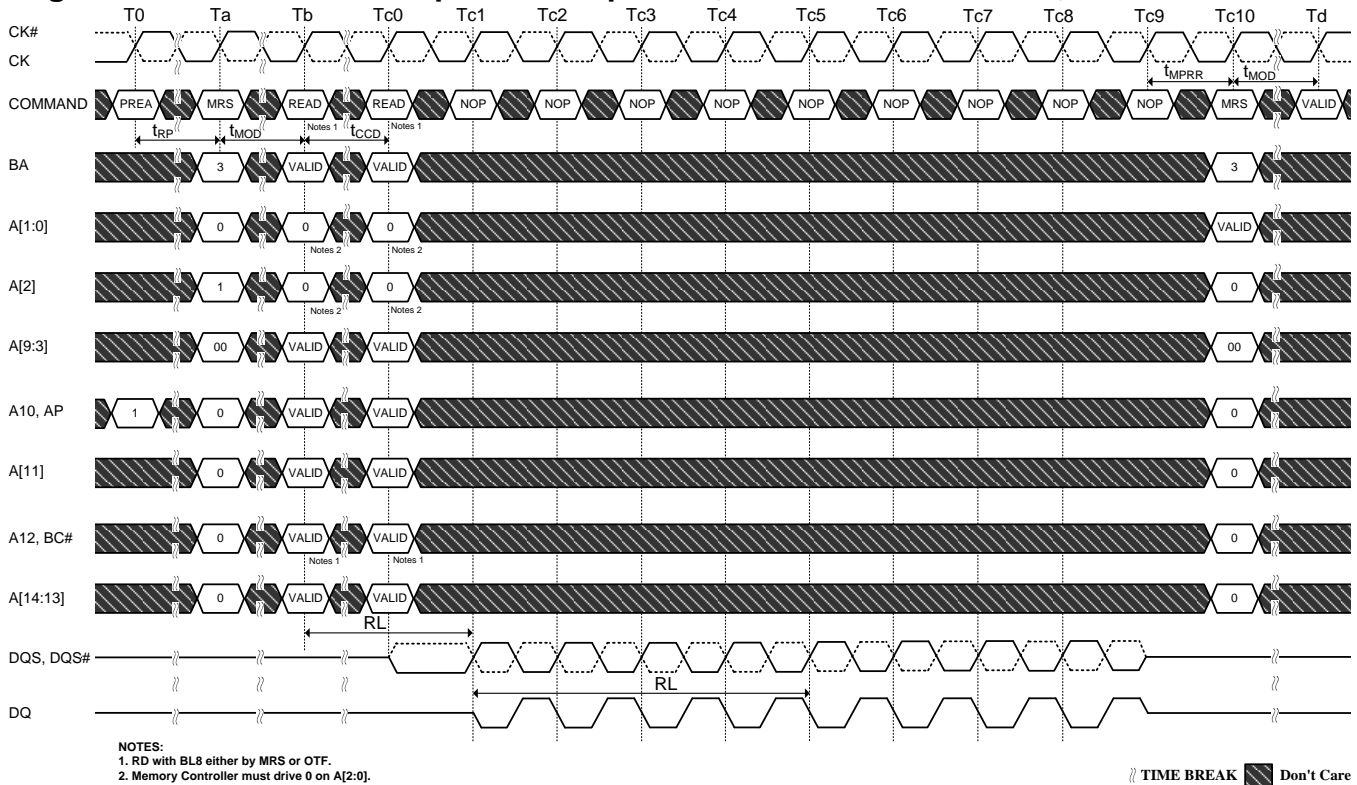 T0 Ta Tb Tc0 Tc1 Tc2 Tc3 Tc4 Tc5 Tc6 Tc7 Tc8 Tc9 Tc10 Td
CK#
CK
tMPRR tMOD
COMMAND PREA MRS READ READ NOP NOP NOP NOP NOP NOP NOP NOP NOP MRS VALID
Notes 1 Notes 1
tRP tMOD tCCD
BA 3 VALID VALID 3
A[1:0] 0 0 0 VALID
Notes 2 Notes 2
A[2] 1 0 0 0
Notes 2 Notes 2
A[9:3] 00 VALID VALID 00
A10, AP 1 0 VALID VALID 0
A[11] 0 VALID VALID 0
A12, BC# 0 VALID VALID 0
Notes 1 Notes 1
A[14:13] 0 VALID VALID 0
RL
DQS, DQS#
RL
DQ
NOTES:
1. RD with BL8 either by MRS or OTF.
2. Memory Controller must drive 0 on A[2:0].
TIME BREAK Don't Care